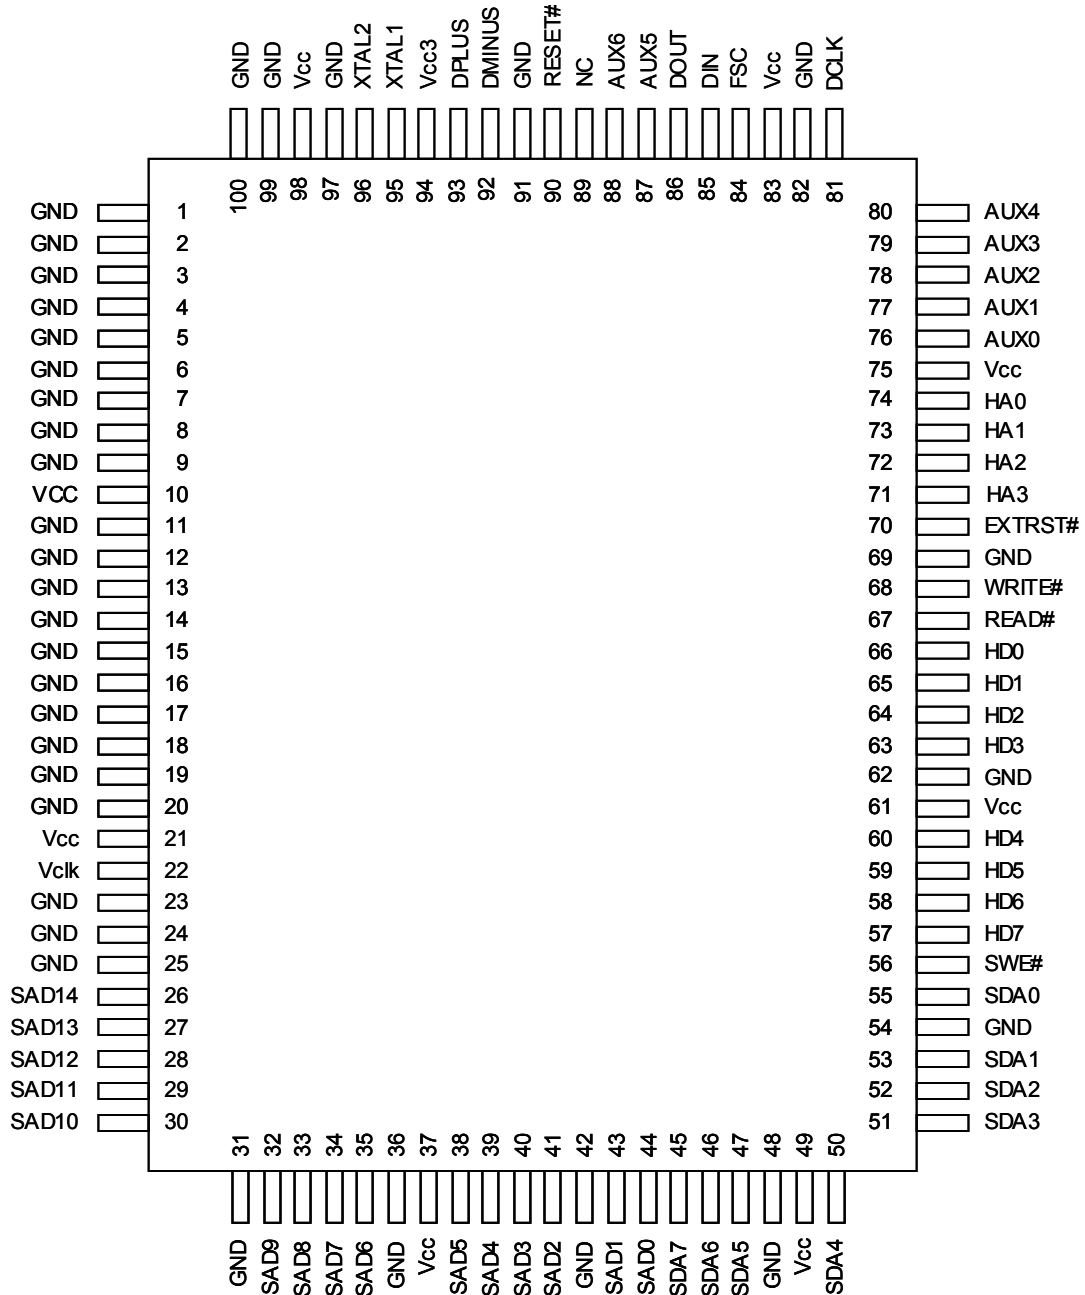 GND GND Vcc GND XTAL2 XTAL1 Vcc3 DPLUS DMINUS GND RESET# NC AUX6 AUX5 DOUT DIN FSC Vcc GND DCLK
100 99 98 97 96 95 94 93 92 91 90 89 88 87 86 85 84 83 82 81
GND 1 80 AUX4
GND 2 79 AUX3
GND 3 78 AUX2
GND 4 77 AUX1
GND 5 76 AUX0
GND 6 75 Vcc
GND 7 74 HA0
GND 8 73 HA1
GND 9 72 HA2
VCC 10 71 HA3
GND 11 70 EXTRST#
GND 12 69 GND
GND 13 68 WRITE#
GND 14 67 READ#
GND 15 66 HD0
GND 16 65 HD1
GND 17 64 HD2
GND 18 63 HD3
GND 19 62 GND
GND 20 61 Vcc
Vcc 21 60 HD4
Vclk 22 59 HD5
GND 23 58 HD6
GND 24 57 HD7
GND 25 56 SWE#
SAD14 26 55 SDA0
SAD13 27 54 GND
SAD12 28 53 SDA1
SAD11 29 52 SDA2
SAD10 30 51 SDA3
31 32 33 34 35 36 37 38 39 40 41 42 43 44 45 46 47 48 49 50
GND SAD9 SAD8 SAD7 SAD6 GND Vcc SAD5 SAD4 SAD3 SAD2 GND SAD1 SAD0 SDA7 SDA6 SDA5 GND Vcc SDA4